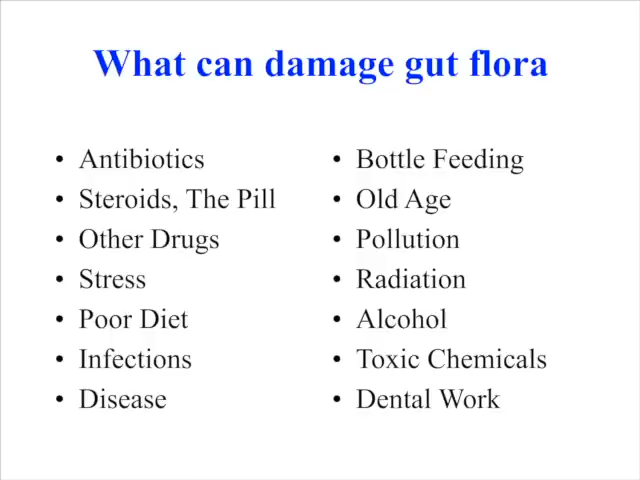 What can damage gut flora
• Antibiotics
• Steroids, The Pill
• Other Drugs
• Stress
• Poor Diet
• Infections
• Disease
• Bottle Feeding
• Old Age
• Pollution
• Radiation
• Alcohol
• Toxic Chemicals
• Dental Work